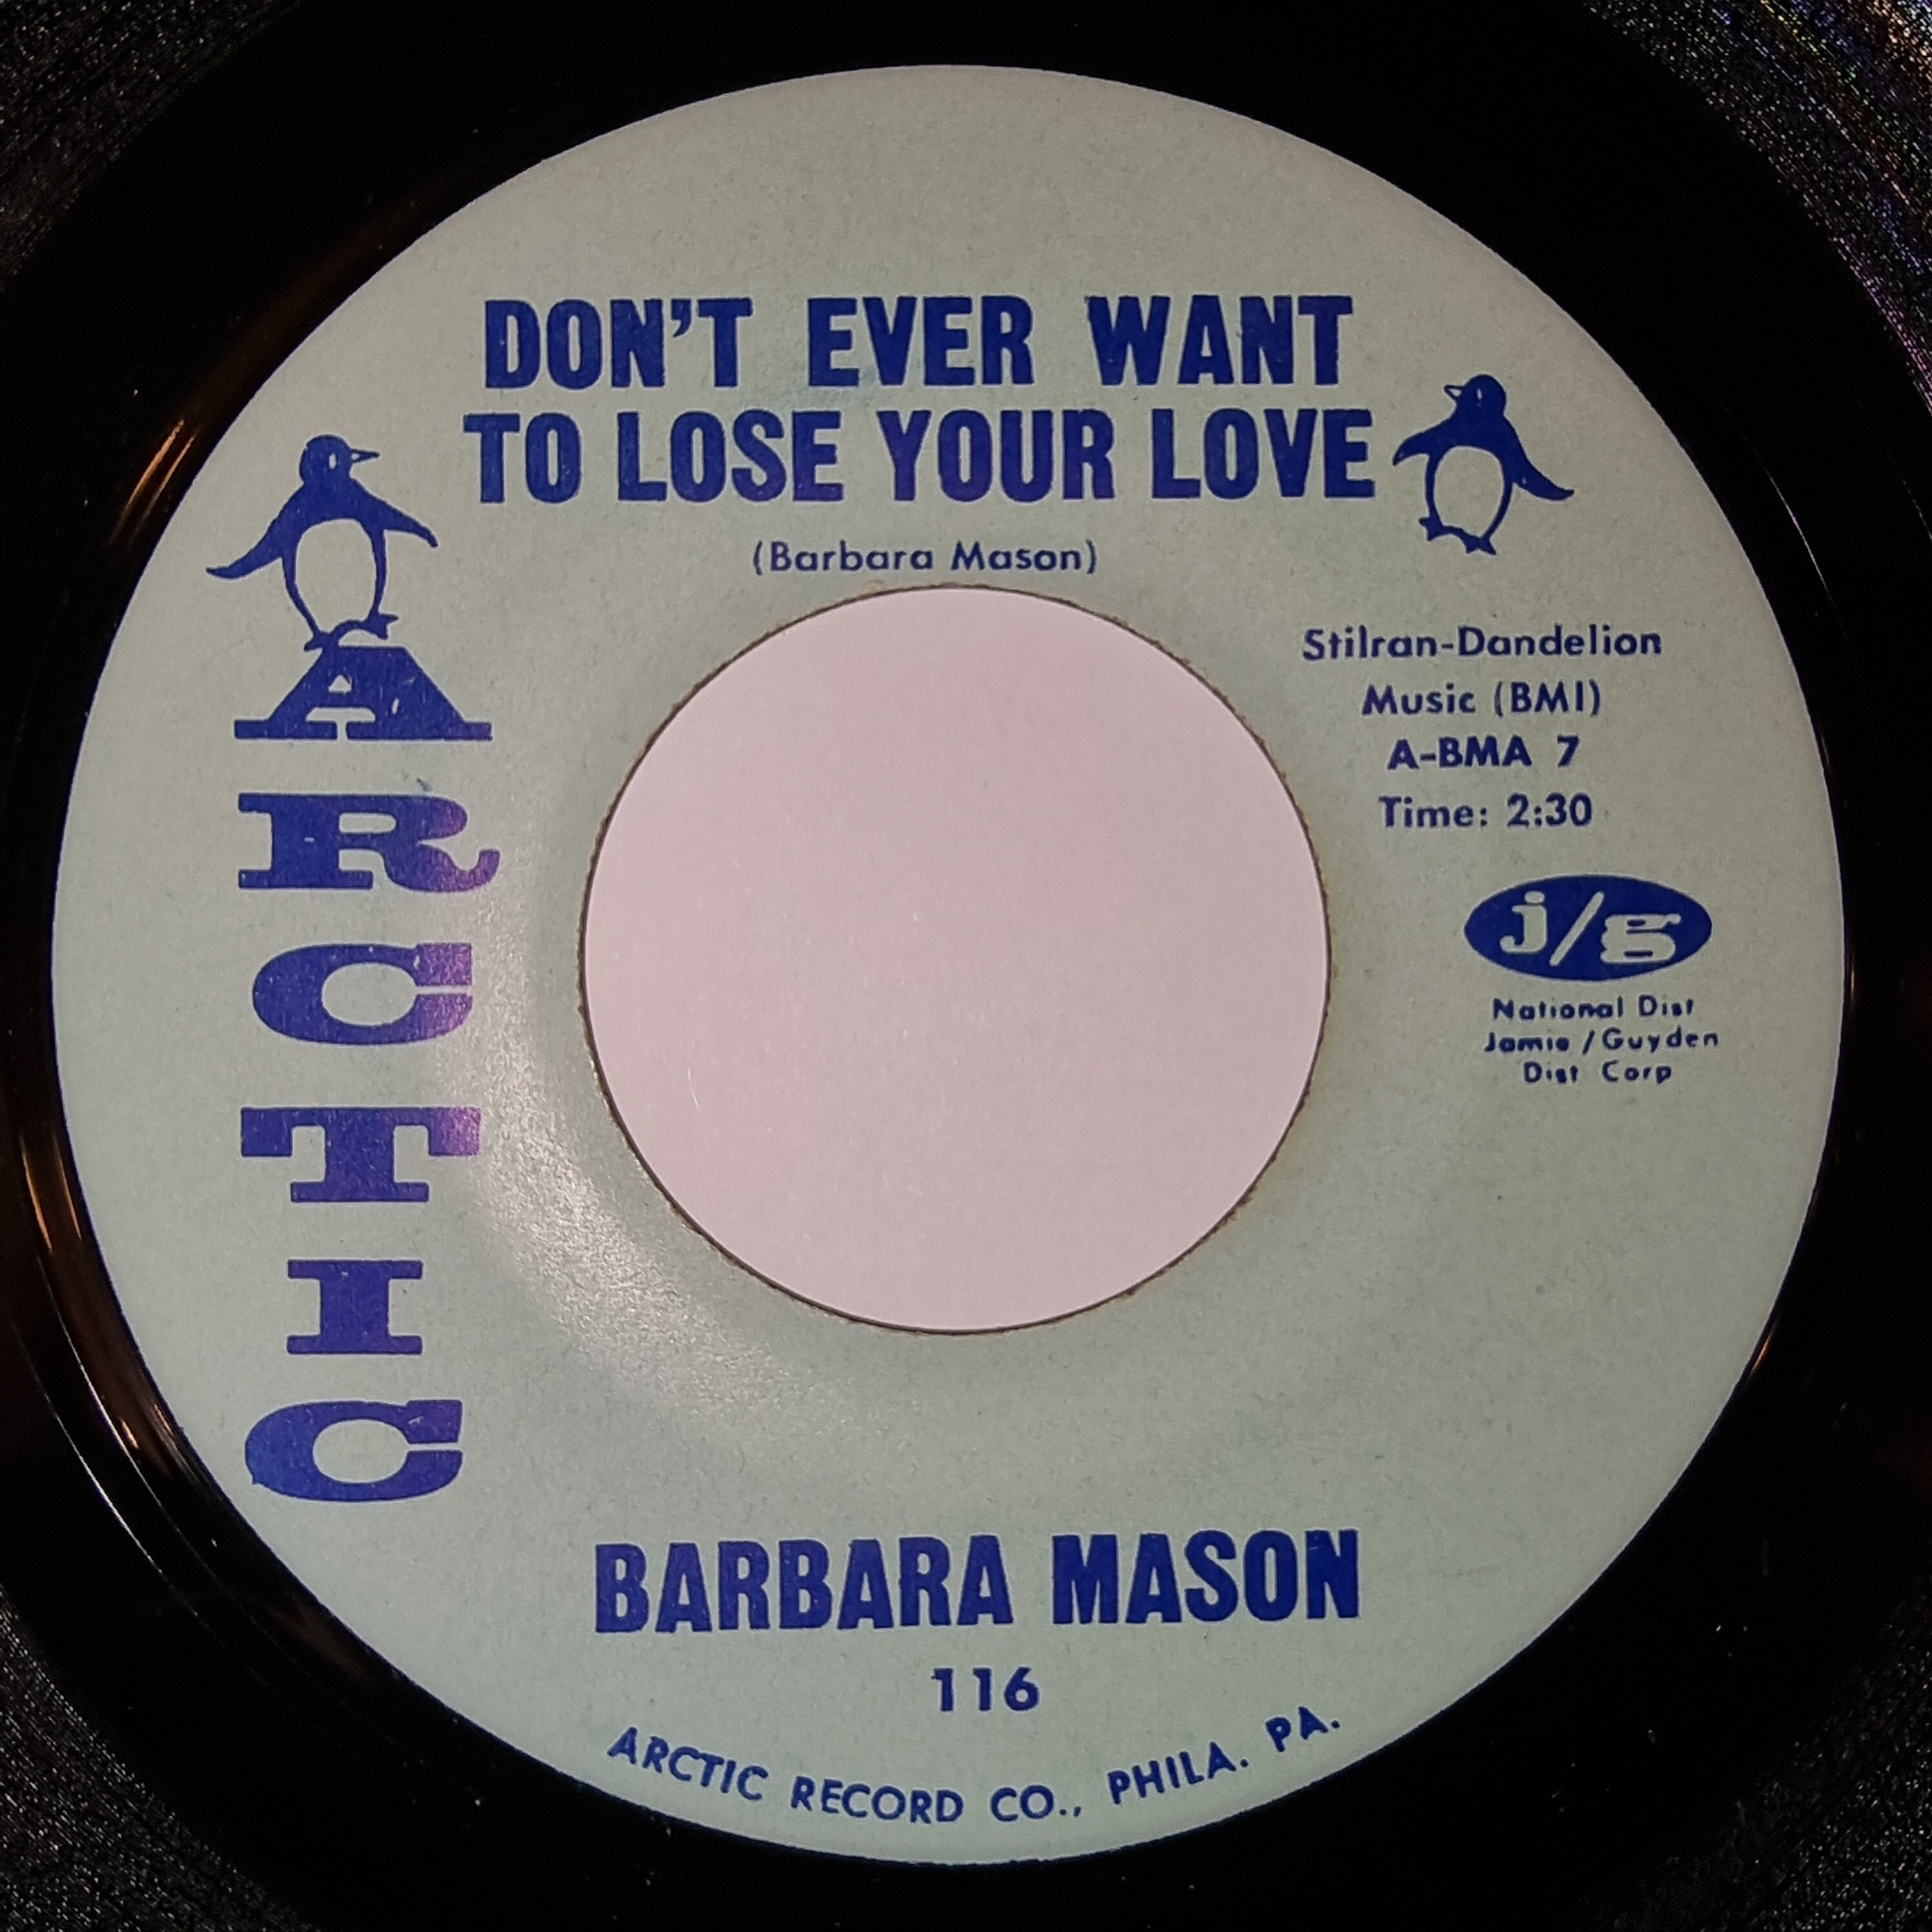 DON'T EVER WANT
TO LOSE YOUR LOVE
(Barbara Mason)
ARCTIC
Stilran-Dandelion
Music (BMI)
A-BMA 7
Time: 2:30
j/g
National Dist
Jamie / Guyden
Dist Corp
BARBARA MASON
116
ARCTIC RECORD CO., PHILA. PA.